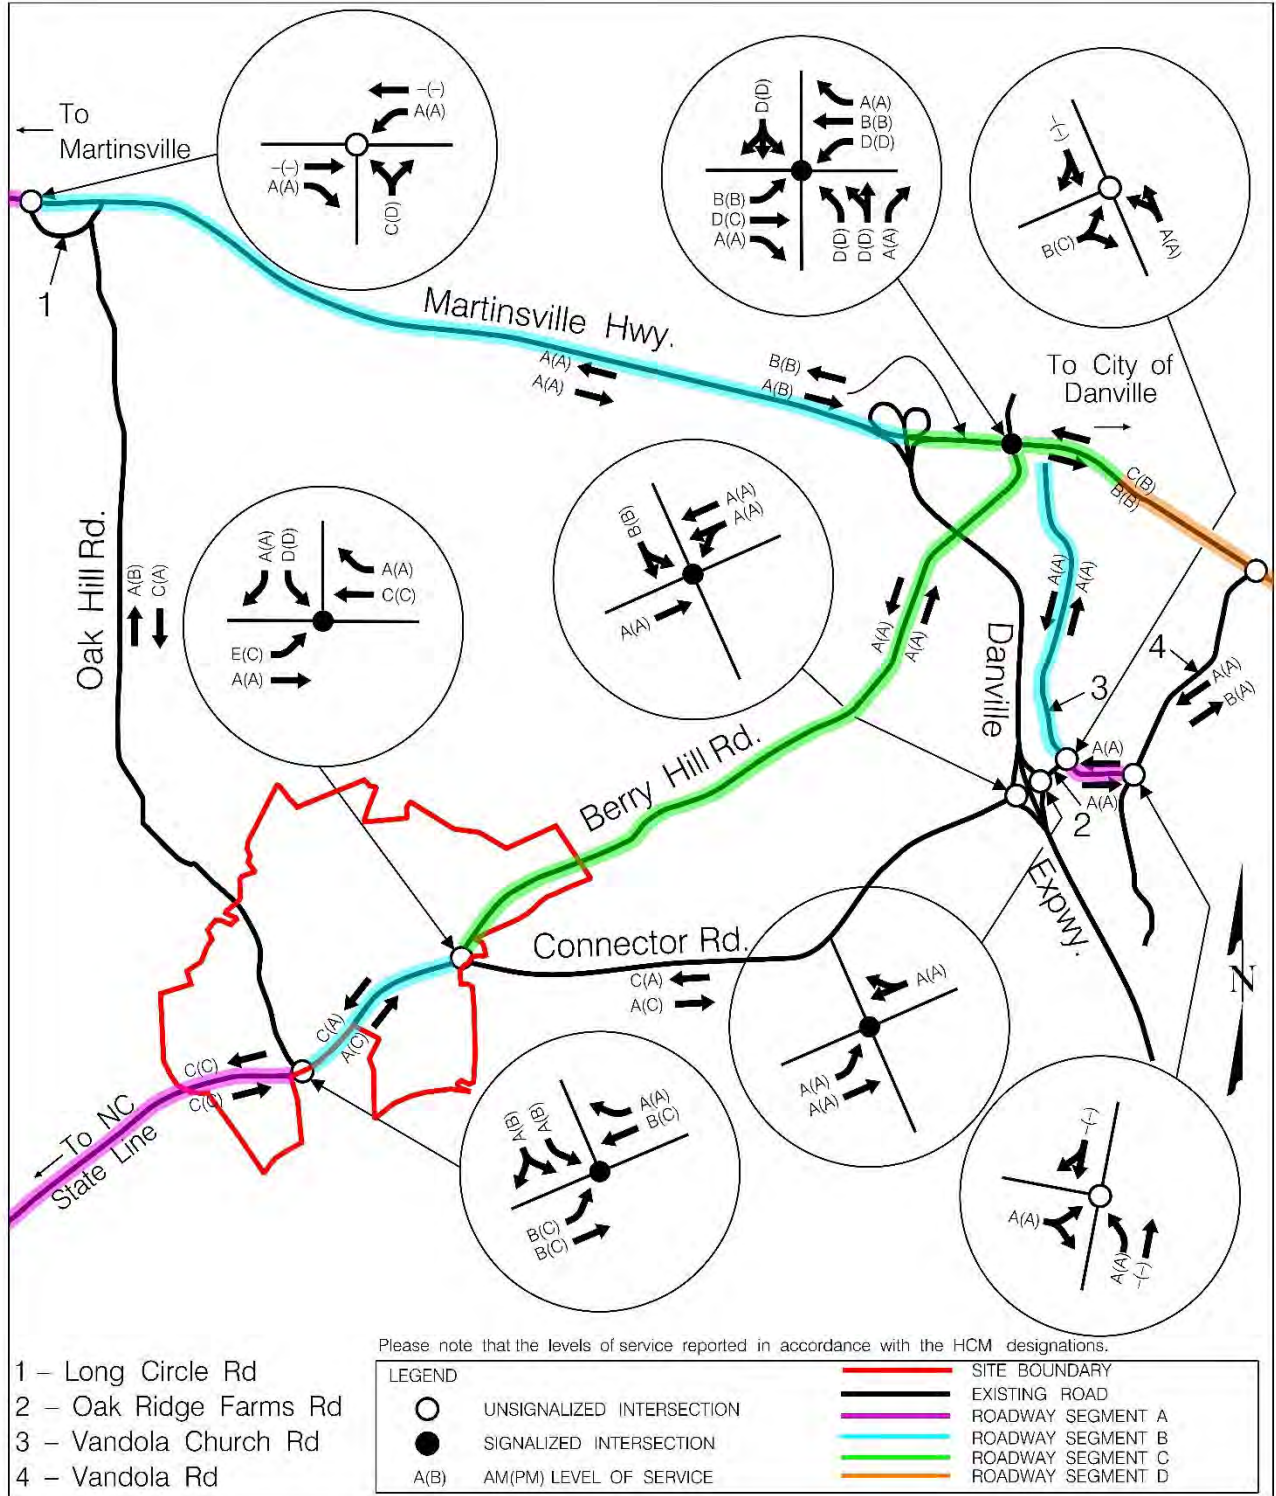 To
Martinsville
–(–)
A(A)
–(–)
A(A)
C(D)
D(D)
A(A)
B(B)
D(D)
B(B)
D(C)
A(A)
D(D)
D(D)
A(A)
–(–)
B(C)
A(A)
1
Martinsville Hwy.
A(A)
A(A)
B(B)
A(B)
To City of
Danville
C(B)
B(B)
Oak Hill Rd.
A(B)
C(A)
A(A)
D(D)
A(A)
C(C)
E(C)
A(A)
B(B)
A(A)
A(A)
A(A)
A(A)
A(A)
Danville
A(A)
A(A)
3
4
A(A)
B(A)
A(A)
A(A)
2
Berry Hill Rd.
Expwy.
Connector Rd.
C(A)
A(C)
C(A)
A(C)
C(C)
C(C)
To NC
State Line
A(A)
A(A)
A(A)
N
A(B)
A(B)
A(A)
B(C)
B(C)
B(C)
–(–)
A(A)
A(A)
–(–)
Please note that the levels of service reported in accordance with the HCM designations.
1 – Long Circle Rd
2 – Oak Ridge Farms Rd
3 – Vandola Church Rd
4 – Vandola Rd
LEGEND
UNSIGNALIZED INTERSECTION
SIGNALIZED INTERSECTION
A(B) AM(PM) LEVEL OF SERVICE
SITE BOUNDARY
EXISTING ROAD
ROADWAY SEGMENT A
ROADWAY SEGMENT B
ROADWAY SEGMENT C
ROADWAY SEGMENT D